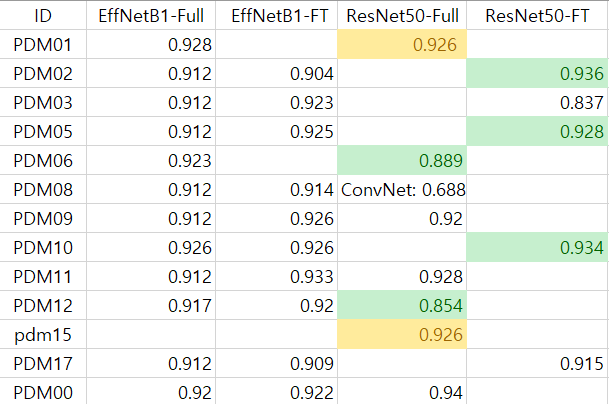 ID EffNetB1-Full EffNetB1-FT ResNet50-Full ResNet50-FT
PDM01 0.928 0.926
PDM02 0.912 0.904 0.936
PDM03 0.912 0.923 0.837
PDM05 0.912 0.925 0.928
PDM06 0.923 0.889
PDM08 0.912 0.914 ConvNet: 0.688
PDM09 0.912 0.926 0.92
PDM10 0.926 0.926 0.934
PDM11 0.912 0.933 0.928
PDM12 0.917 0.92 0.854
pdm15 0.926
PDM17 0.912 0.909 0.915
PDM00 0.92 0.922 0.94